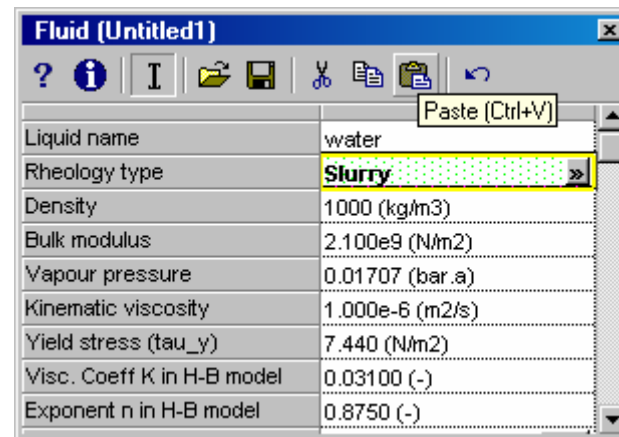 Fluid (Untitled1)
Paste (Ctrl+V)
Liquid name water
Rheology type Slurry »
Density 1000 (kg/m3)
Bulk modulus 2.100e9 (N/m2)
Vapour pressure 0.01707 (bar.a)
Kinematic viscosity 1.000e-6 (m2/s)
Yield stress (tau_y) 7.440 (N/m2)
Visc. Coeff K in H-B model 0.03100 (-)
Exponent n in H-B model 0.8750 (-)